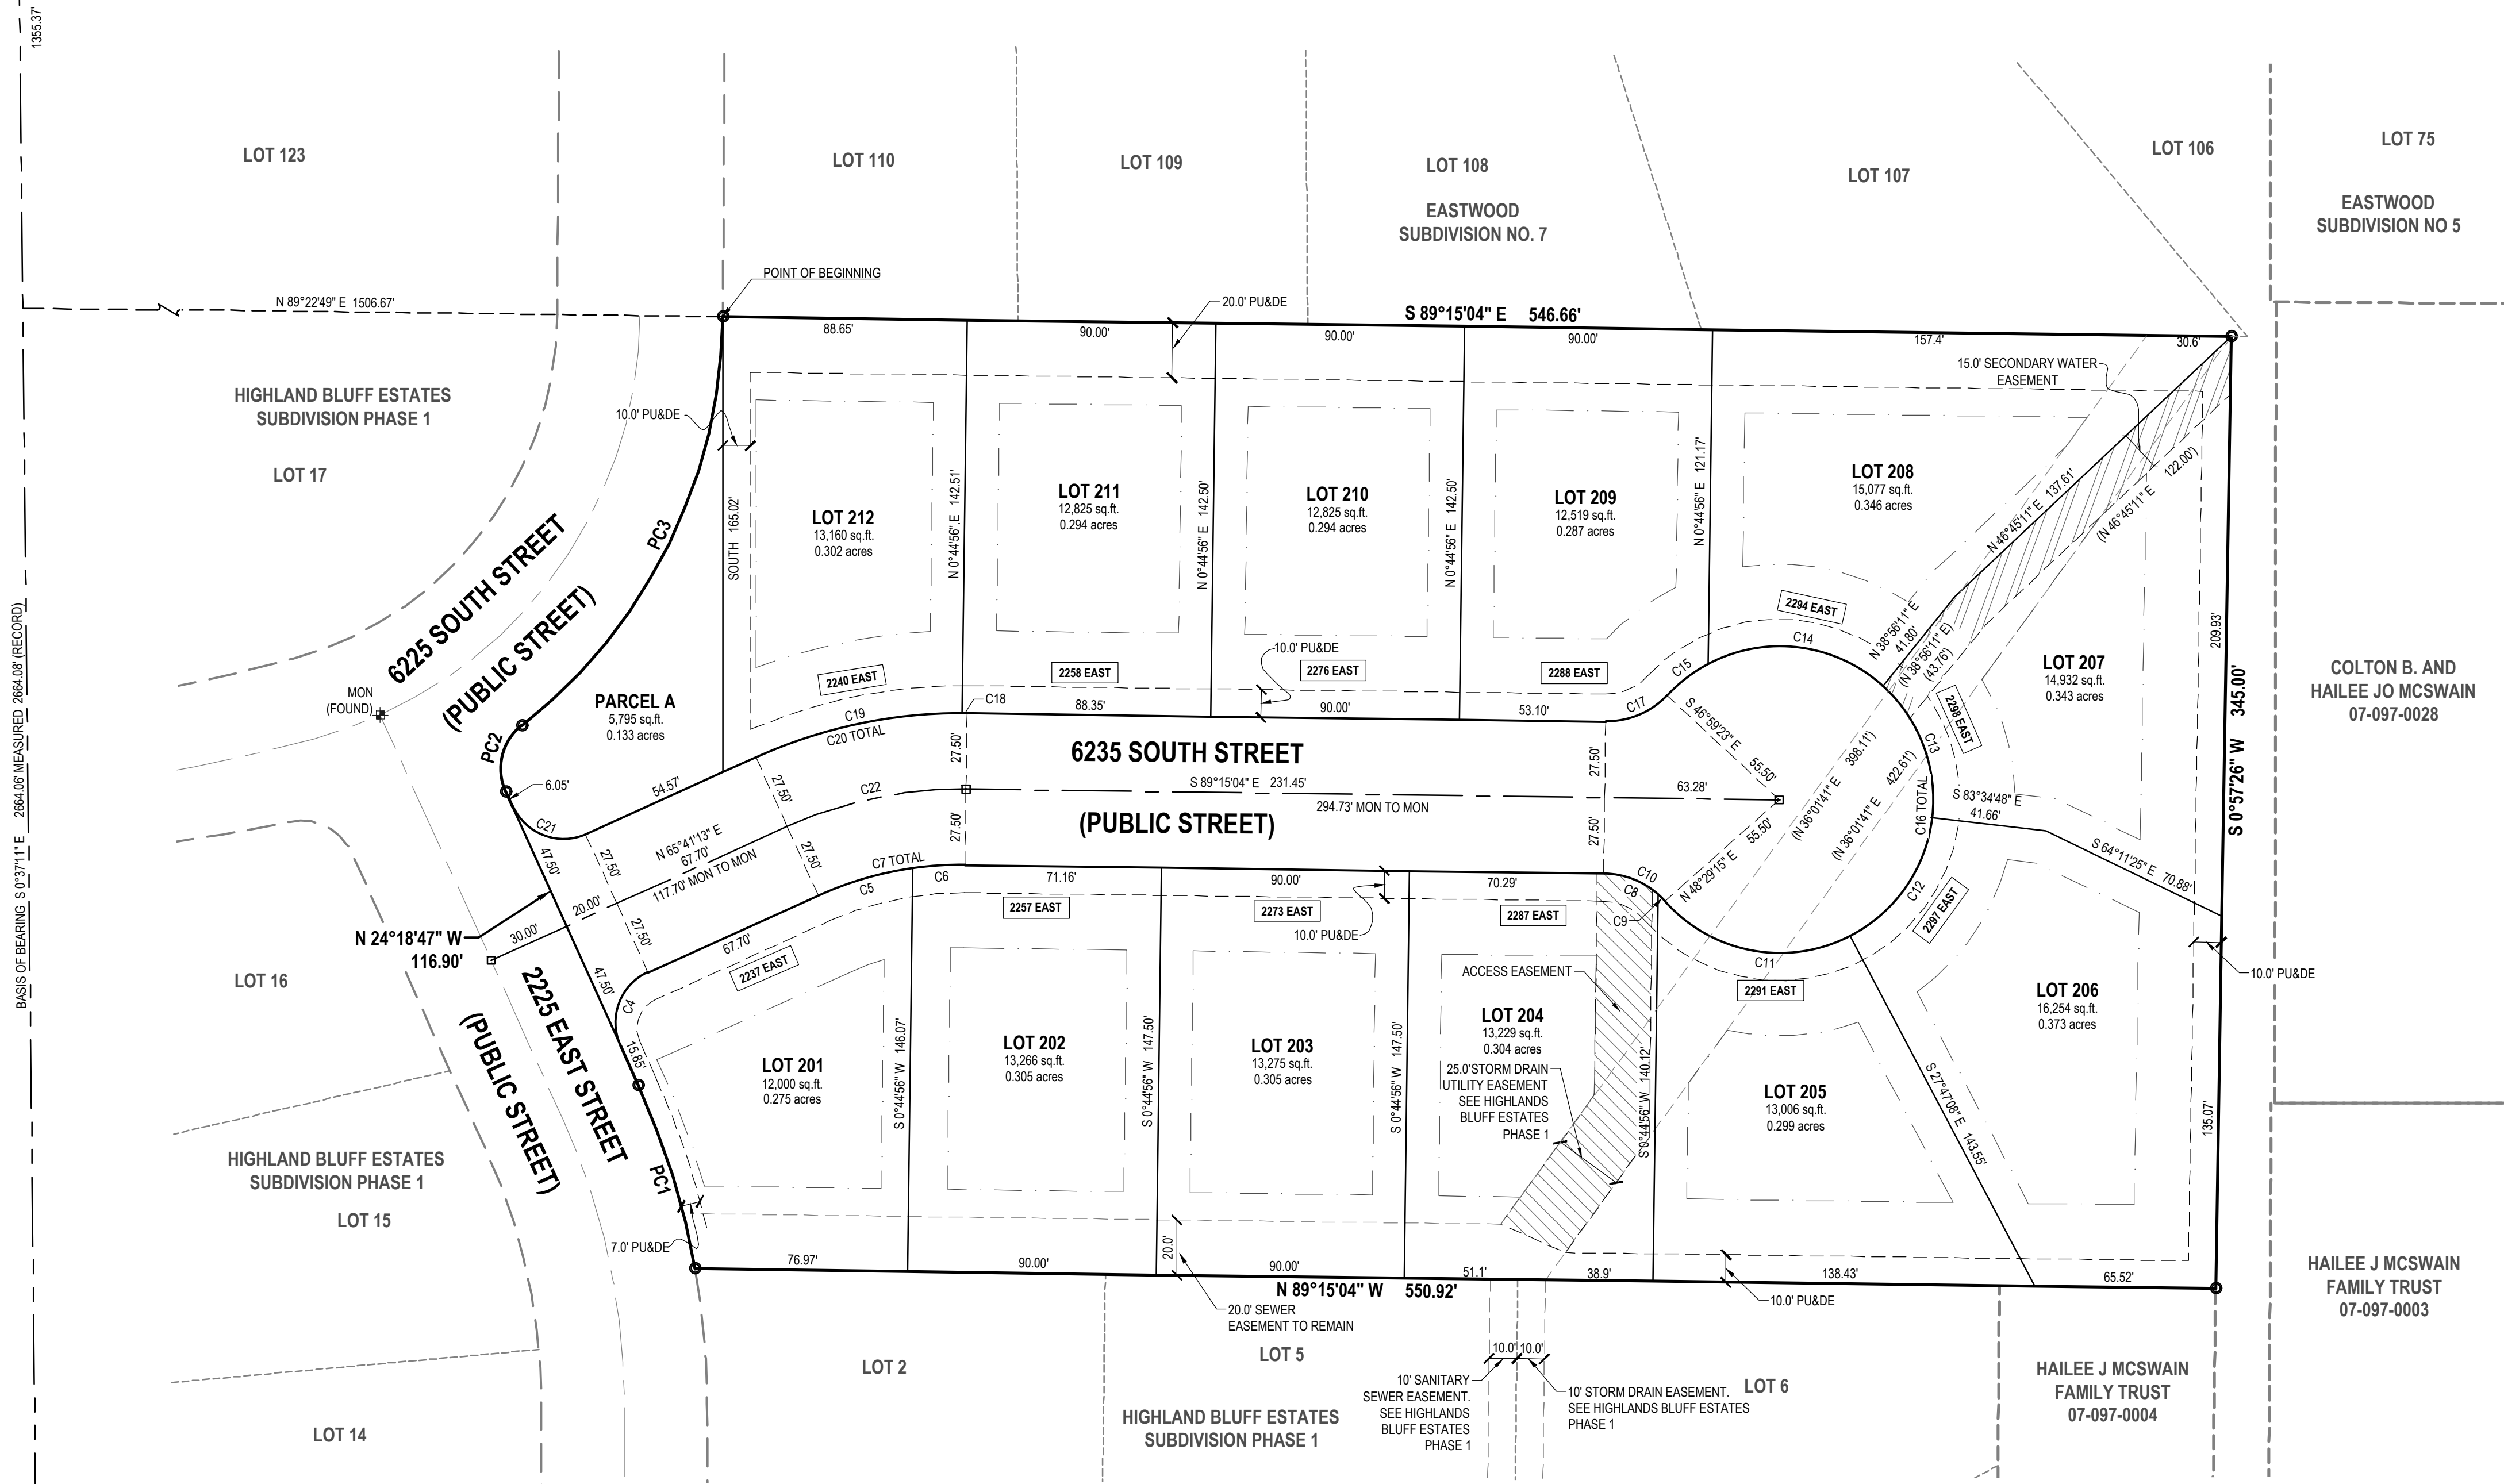 1355.37'
LOT 123
LOT 110
LOT 109
LOT 108
EASTWOOD
SUBDIVISION NO. 7
LOT 107
LOT 106
LOT 75
EASTWOOD
SUBDIVISION NO 5
POINT OF BEGINNING
N 89°22'49" E 1506.67'
20.0' PU&DE
S 89°15'04" E 546.66'
88.65'
90.00'
90.00'
90.00'
157.4'
30.6'
15.0' SECONDARY WATER
EASEMENT
HIGHLAND BLUFF ESTATES
SUBDIVISION PHASE 1
LOT 17
10.0' PU&DE
SOUTH 165.02'
LOT 212
13,160 sq.ft.
0.302 acres
N 0°44'56" E 142.51'
LOT 211
12,825 sq.ft.
0.294 acres
N 0°44'56" E 142.50'
LOT 210
12,825 sq.ft.
0.294 acres
N 0°44'56" E 142.50'
LOT 209
12,519 sq.ft.
0.287 acres
N 0°44'56" E 121.17'
LOT 208
15,077 sq.ft.
0.346 acres
N 46°45'11" E 137.61'
(N 46°45'11" E 122.00')
N 38°56'11" E
41.80'
(N 38°56'11" E)
(43.76')
PC3
6225 SOUTH STREET
(PUBLIC STREET)
MON
(FOUND)
PARCEL A
5,795 sq.ft.
0.133 acres
PC2
6.05'
C21
54.57'
2240 EAST
C19
C20 TOTAL
C18
2258 EAST
88.35'
10.0' PU&DE
2276 EAST
90.00'
2288 EAST
53.10'
C17
C15
2294 EAST
C14
2298 EAST
C13
LOT 207
14,932 sq.ft.
0.343 acres
209.93'
S 0°57'26" W 345.00'
COLTON B. AND
HAILEE JO MCSWAIN
07-097-0028
BASIS OF BEARING S 0°37'11" E 2664.06' MEASURED 2664.08' (RECORD)
27.50'
27.50'
27.50'
27.50'
27.50'
27.50'
27.50'
27.50'
6235 SOUTH STREET
S 89°15'04" E 231.45'
294.73' MON TO MON
(PUBLIC STREET)
63.28'
S 46°59'23" E
55.50'
N 48°29'15" E 55.50'
(N 36°01'41" E 398.11')
(N 36°01'41" E 422.61')
C16 TOTAL
S 83°34'48" E
41.66'
S 64°11'25" E 70.88'
C22
N 65°41'13" E
67.70'
117.70' MON TO MON
20.00'
30.00'
47.50'
47.50'
N 24°18'47" W
116.90'
C7 TOTAL
C5
C6
71.16'
90.00'
70.29'
C10
C8
C9
C11
C12
67.70'
2237 EAST
2257 EAST
2273 EAST
10.0' PU&DE
2287 EAST
2291 EAST
2297 EAST
C4
15.85'
LOT 16
2225 EAST STREET
(PUBLIC STREET)
PC1
LOT 201
12,000 sq.ft.
0.275 acres
S 0°44'56" W 146.07'
LOT 202
13,266 sq.ft.
0.305 acres
S 0°44'56" W 147.50'
LOT 203
13,275 sq.ft.
0.305 acres
S 0°44'56" W 147.50'
ACCESS EASEMENT
LOT 204
13,229 sq.ft.
0.304 acres
25.0'STORM DRAIN
UTILITY EASEMENT
SEE HIGHLANDS
BLUFF ESTATES
PHASE 1
S 0°44'56" W 140.12'
LOT 205
13,006 sq.ft.
0.299 acres
S 27°47'08" E 143.55'
LOT 206
16,254 sq.ft.
0.373 acres
10.0' PU&DE
135.07'
HIGHLAND BLUFF ESTATES
SUBDIVISION PHASE 1
LOT 15
7.0' PU&DE
76.97'
90.00'
20.0'
90.00'
51.1'
38.9'
138.43'
65.52'
N 89°15'04" W 550.92'
10.0' PU&DE
20.0' SEWER
EASEMENT TO REMAIN
HAILEE J MCSWAIN
FAMILY TRUST
07-097-0003
LOT 14
LOT 2
LOT 5
10.0'
10.0'
10' SANITARY
SEWER EASEMENT.
SEE HIGHLANDS
BLUFF ESTATES
PHASE 1
10' STORM DRAIN EASEMENT.
SEE HIGHLANDS BLUFF ESTATES
PHASE 1
LOT 6
HIGHLAND BLUFF ESTATES
SUBDIVISION PHASE 1
HAILEE J MCSWAIN
FAMILY TRUST
07-097-0004